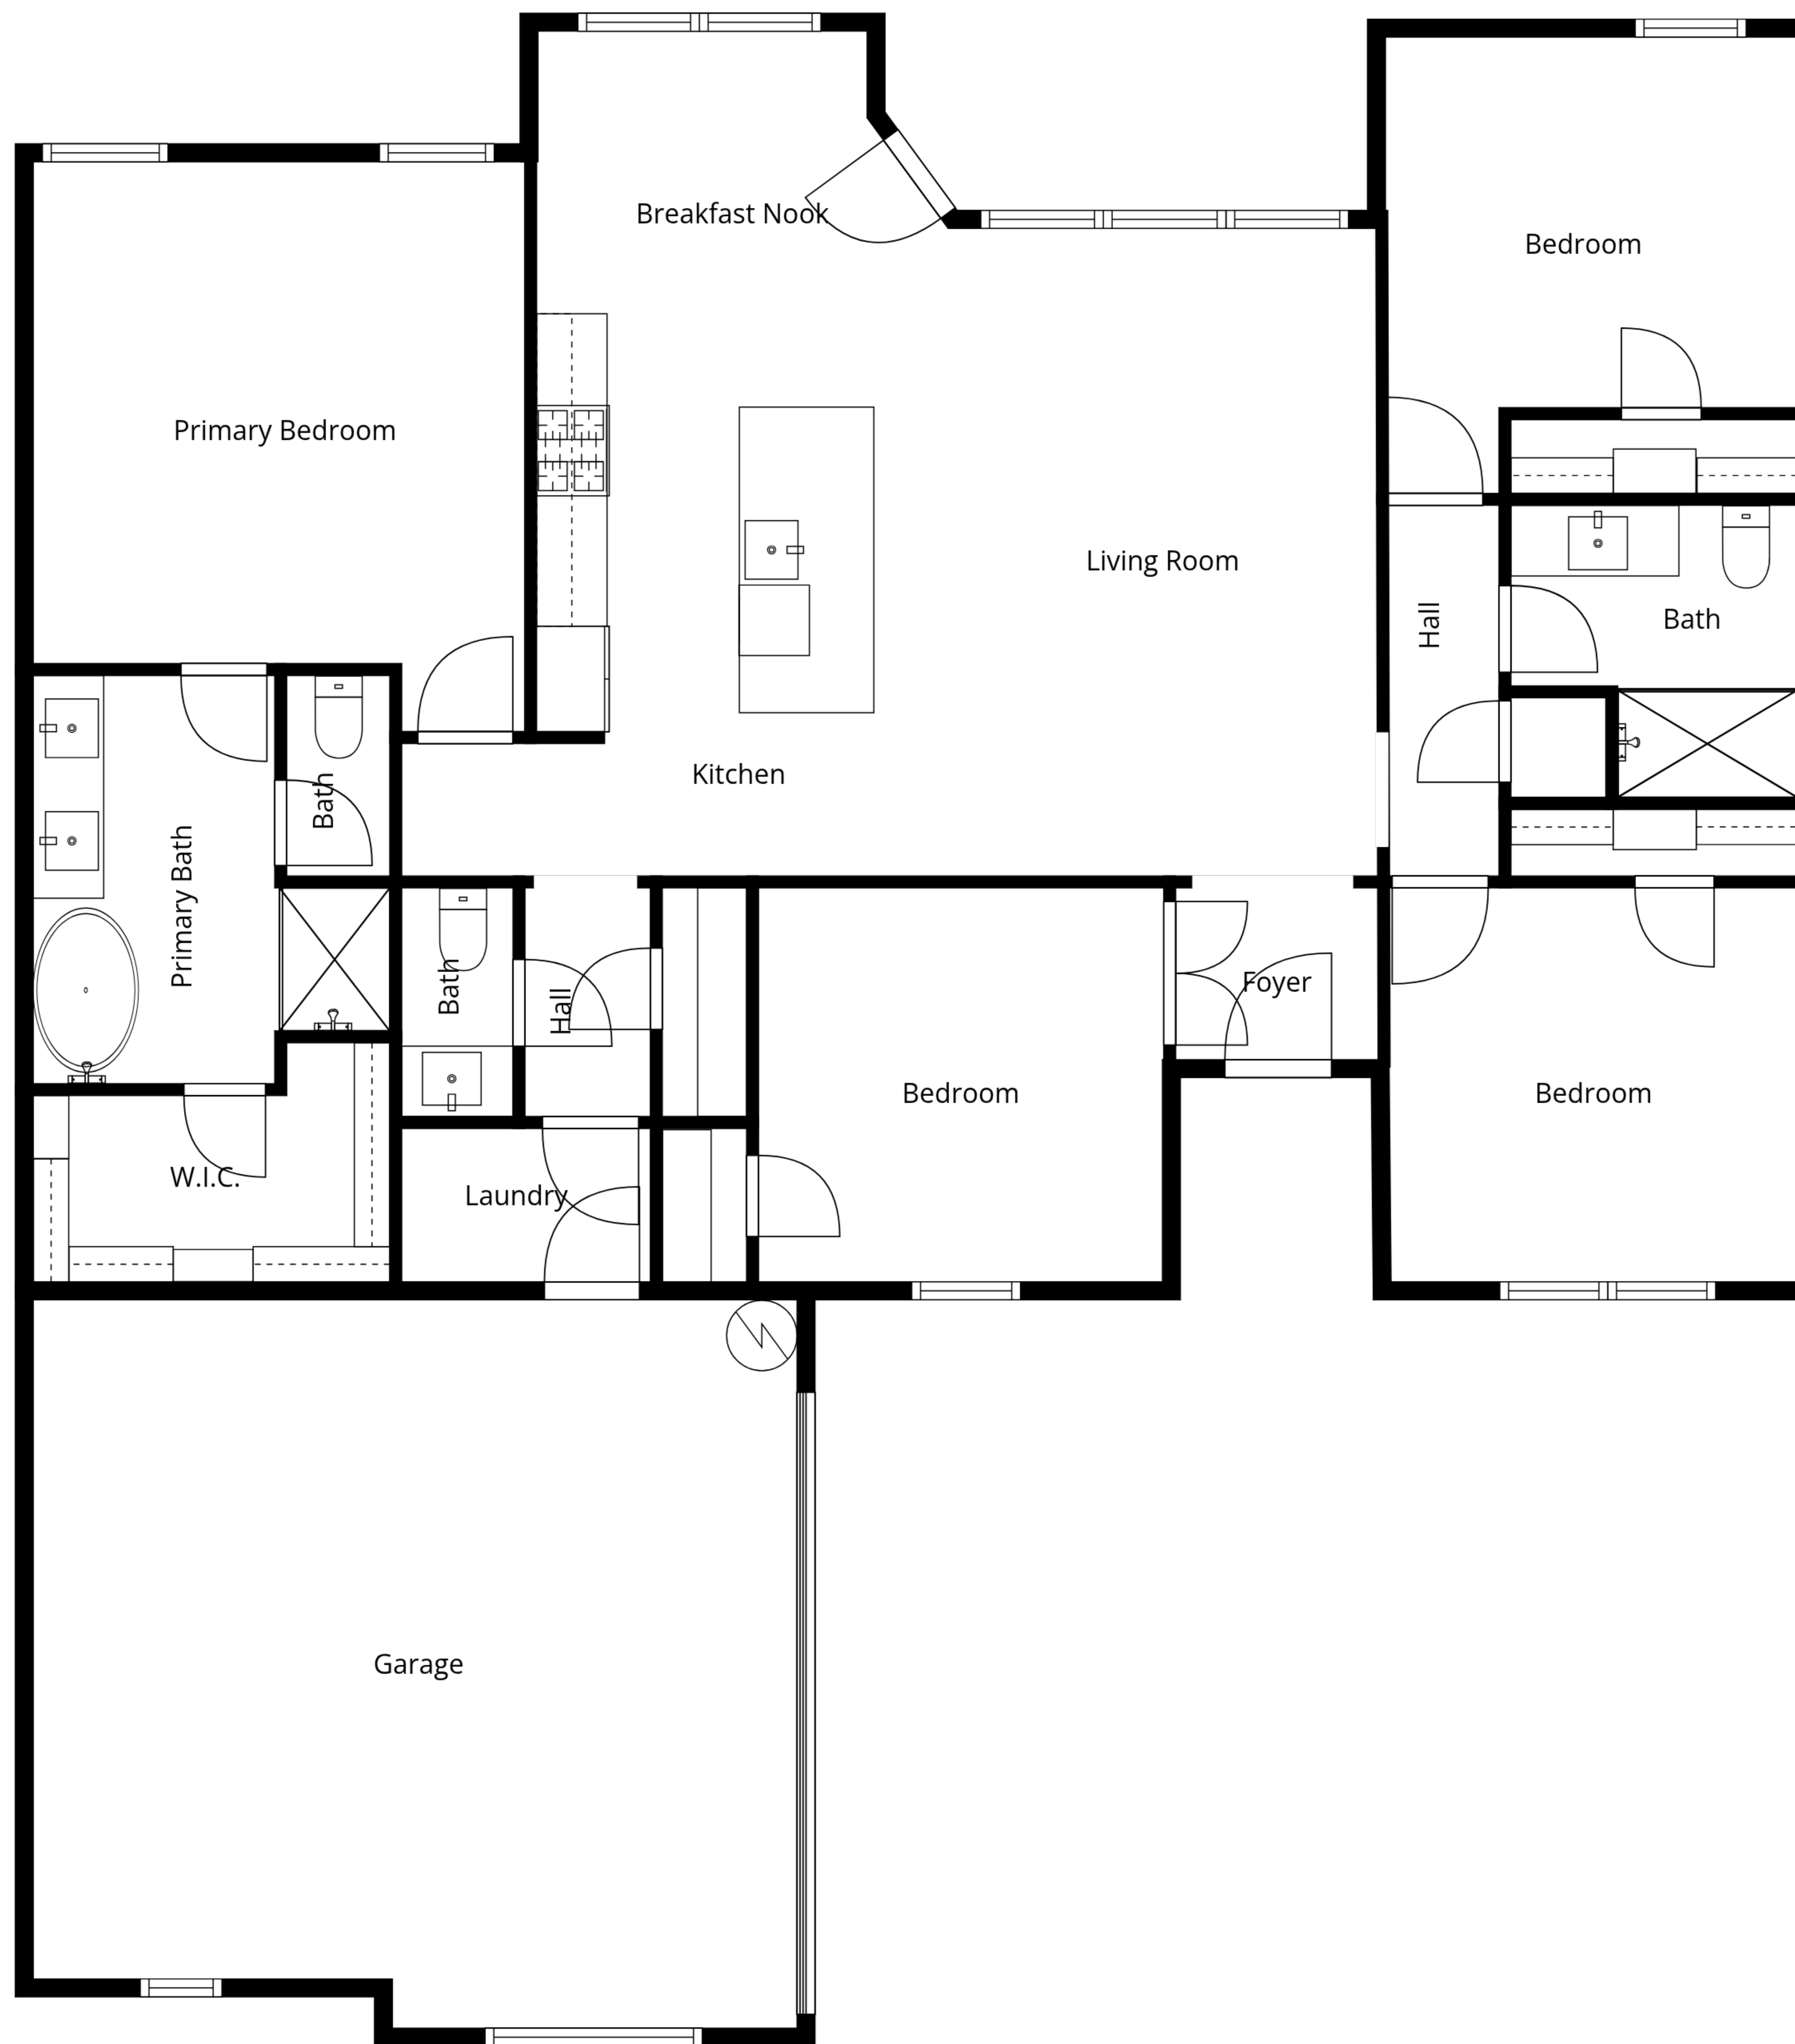 Breakfast Nook
Bedroom
Primary Bedroom
Living Room
Hall
Bath
Kitchen
Bath
Primary Bath
Bath
Hall
Foyer
Bedroom
Bedroom
W.I.C.
Laundry
Garage